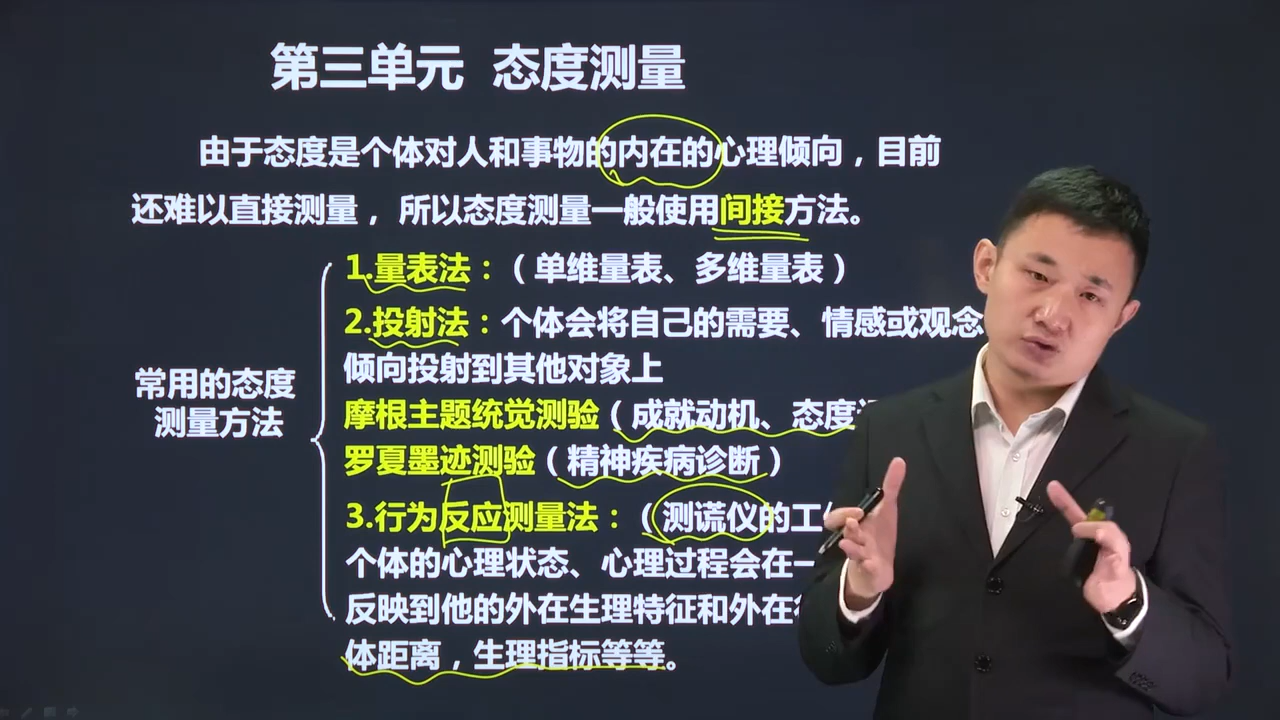 第三单元 态度测量
由于态度是个体对人和事物的内在的心理倾向，目前
还难以直接测量， 所以态度测量一般使用间接方法。
常用的态度
测量方法
1.量表法：（单维量表、多维量表）
2.投射法：个体会将自己的需要、情感或观念
倾向投射到其他对象上
摩根主题统觉测验（成就动机、态度
罗夏墨迹测验（精神疾病诊断）
3.行为反应测量法：（测谎仪的工
个体的心理状态、心理过程会在一
反映到他的外在生理特征和外在
体距离，生理指标等等。